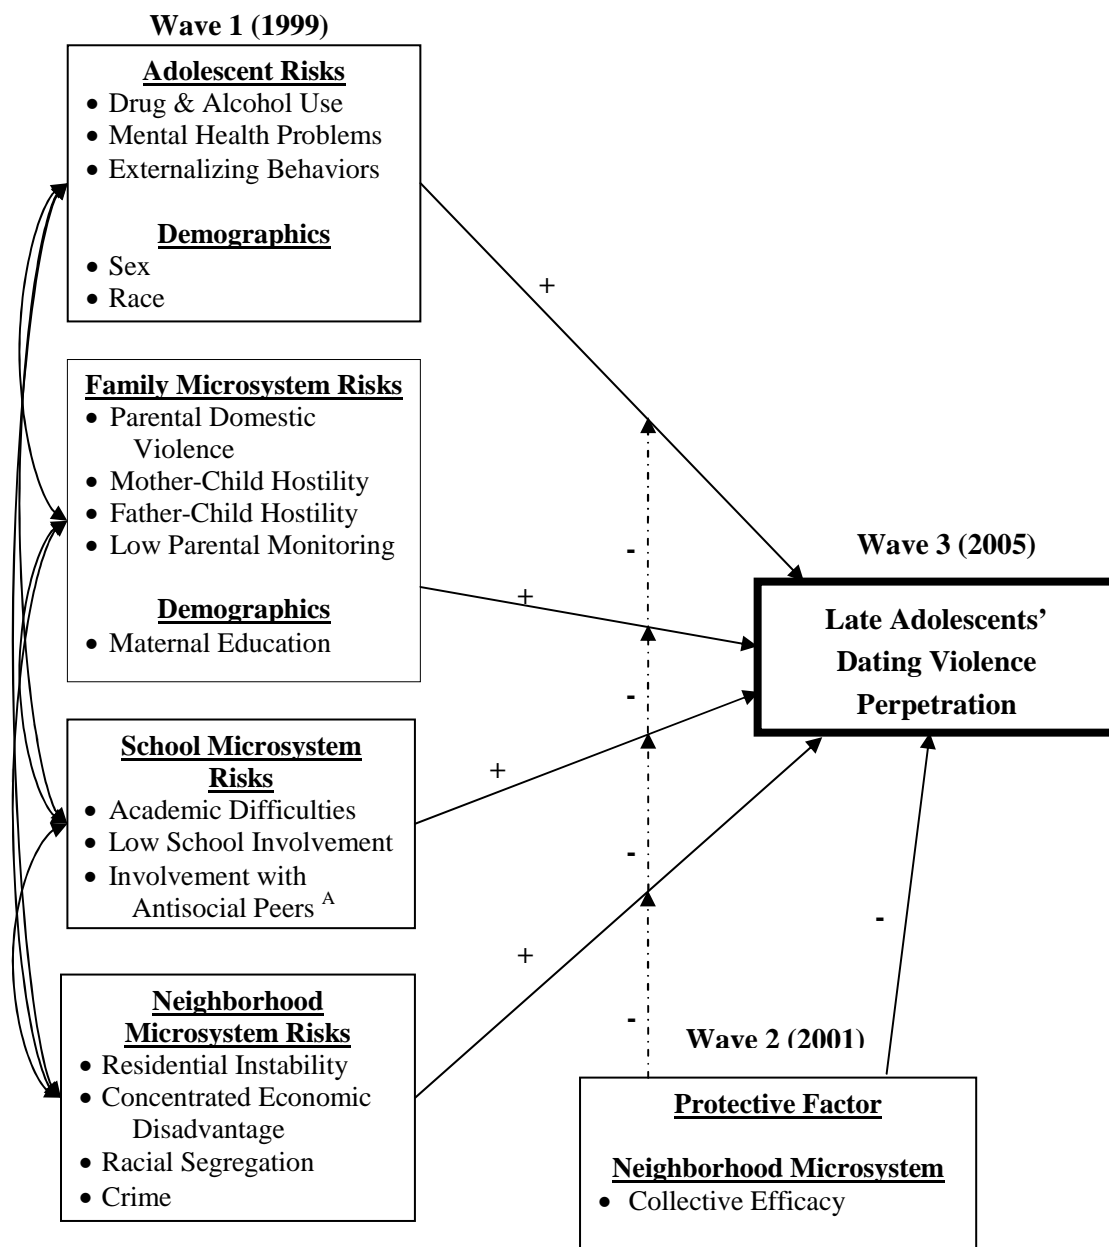 Wave 1 (1999)
Adolescent Risks
• Drug & Alcohol Use
• Mental Health Problems
• Externalizing Behaviors
Demographics
• Sex
• Race
Family Microsystem Risks
• Parental Domestic
Violence
• Mother-Child Hostility
• Father-Child Hostility
• Low Parental Monitoring
Demographics
• Maternal Education
School Microsystem
Risks
• Academic Difficulties
• Low School Involvement
• Involvement with
Antisocial Peers A
Neighborhood
Microsystem Risks
• Residential Instability
• Concentrated Economic
Disadvantage
• Racial Segregation
• Crime
+
+
+
+
-
-
-
-
-
Wave 3 (2005)
Late Adolescents’
Dating Violence
Perpetration
Wave 2 (2001)
Protective Factor
Neighborhood Microsystem
• Collective Efficacy